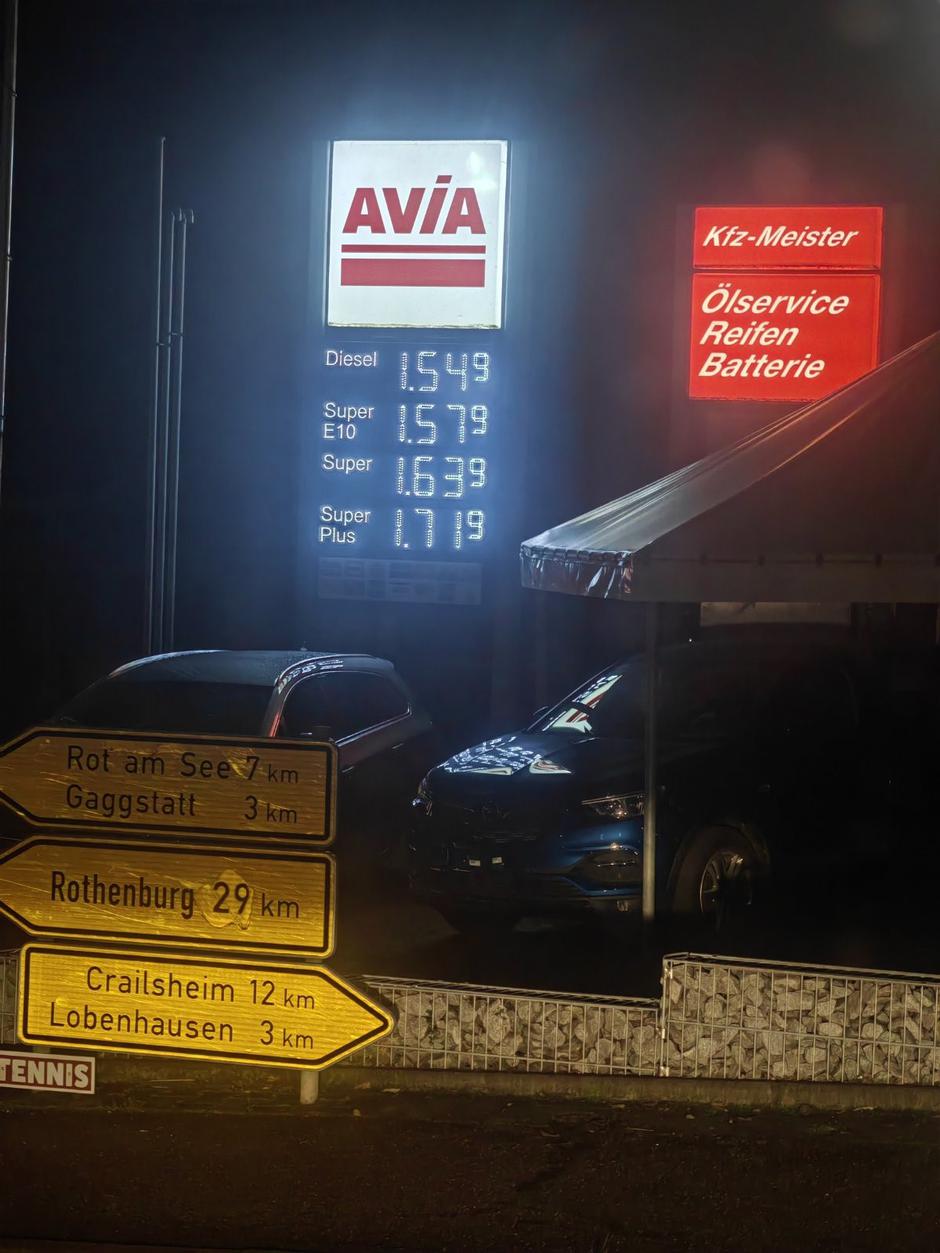 AVIA
Diesel 1.549
Super
E10 1.579
Super 1.639
Super
Plus 1.719
Kfz-Meister
Ölservice
Reifen
Batterie
Rot am See 7 km
Gaggstatt 3 km
Rothenburg 29 km
Crailsheim 12 km
Lobenhausen 3 km
TENNIS